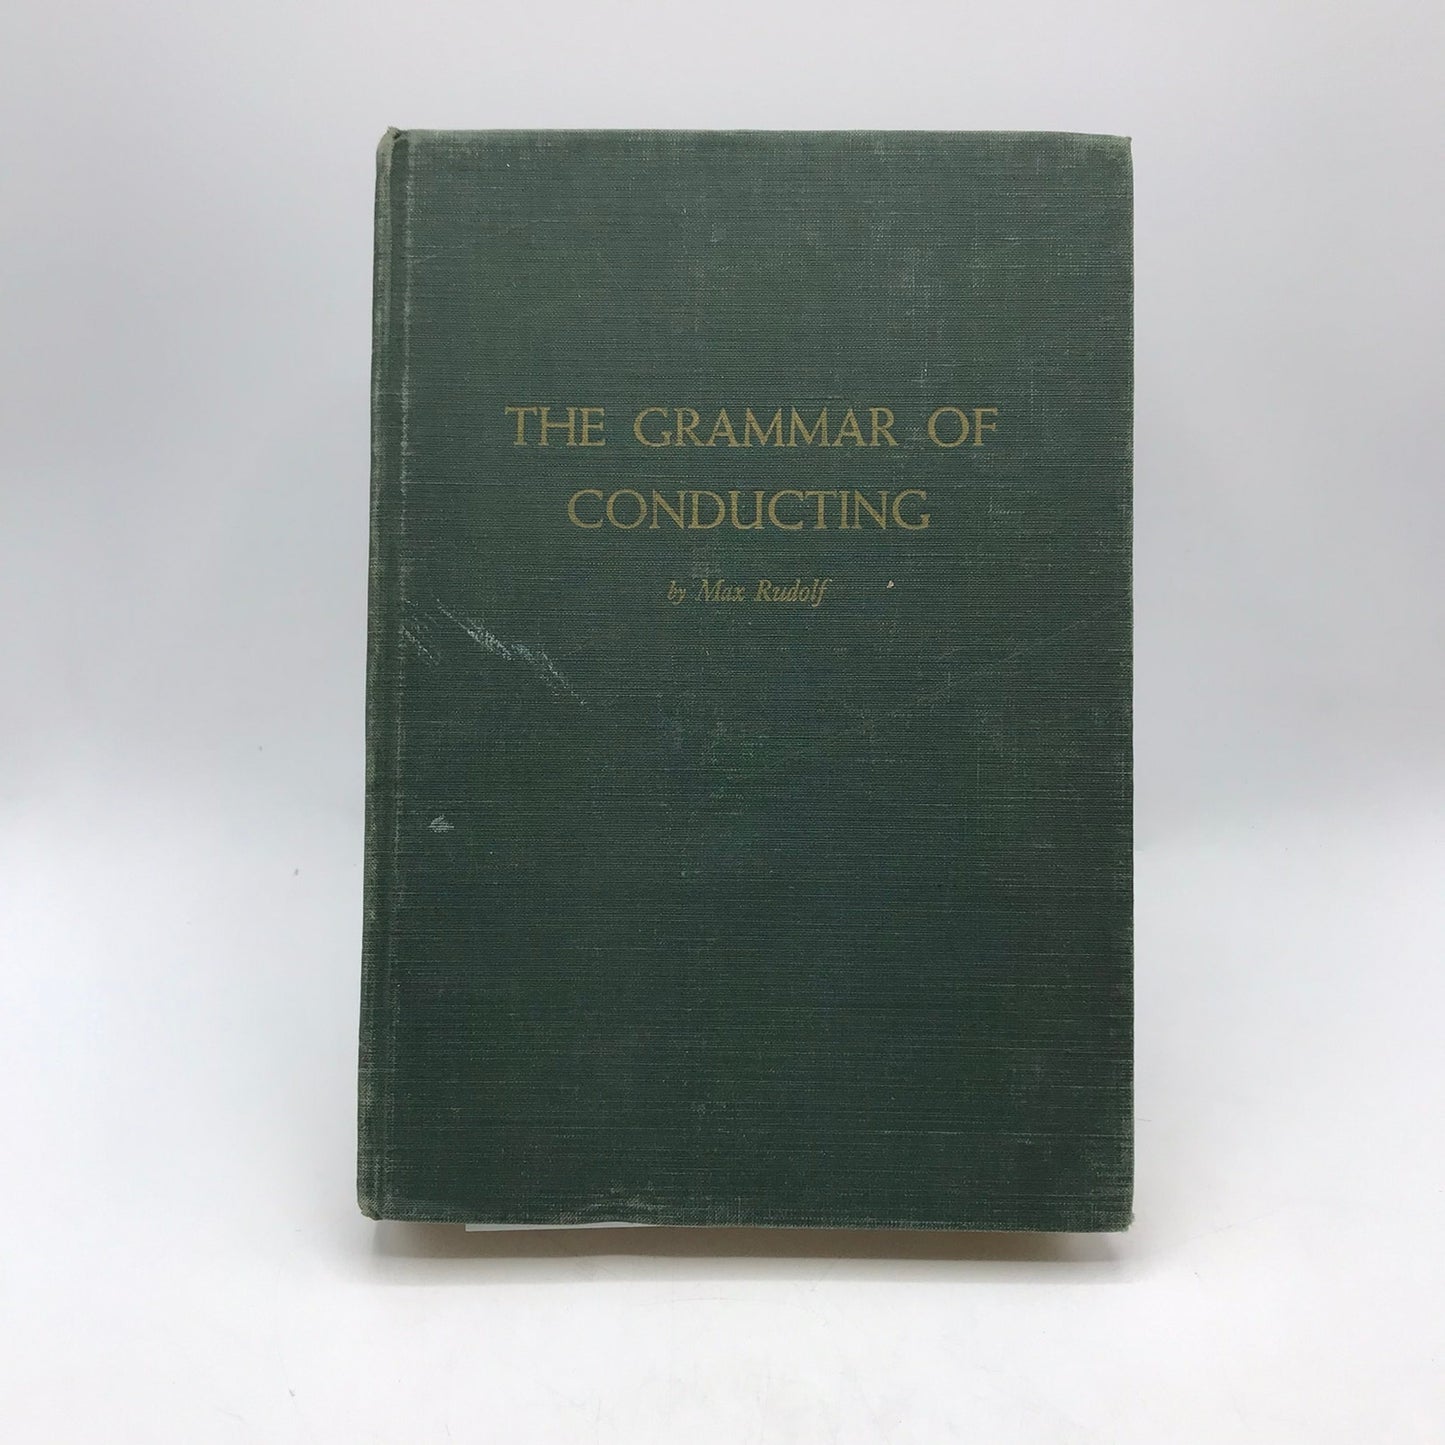 THE GRAMMAR OF
CONDUCTING
by Max Rudolf